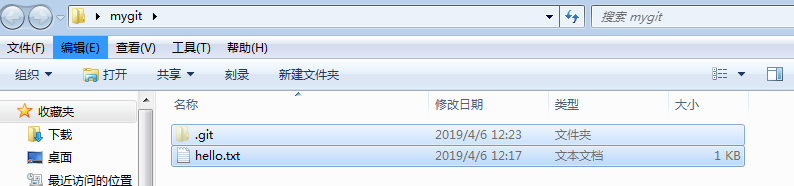 mygit 搜索 mygit
文件(F) 编辑(E) 查看(V) 工具(T) 帮助(H)
组织 打开 共享 刻录 新建文件夹
收藏夹 名称 修改日期 类型 大小
下载 .git 2019/4/6 12:23 文件夹
桌面 hello.txt 2019/4/6 12:17 文本文档 1 KB
最近访问的位置